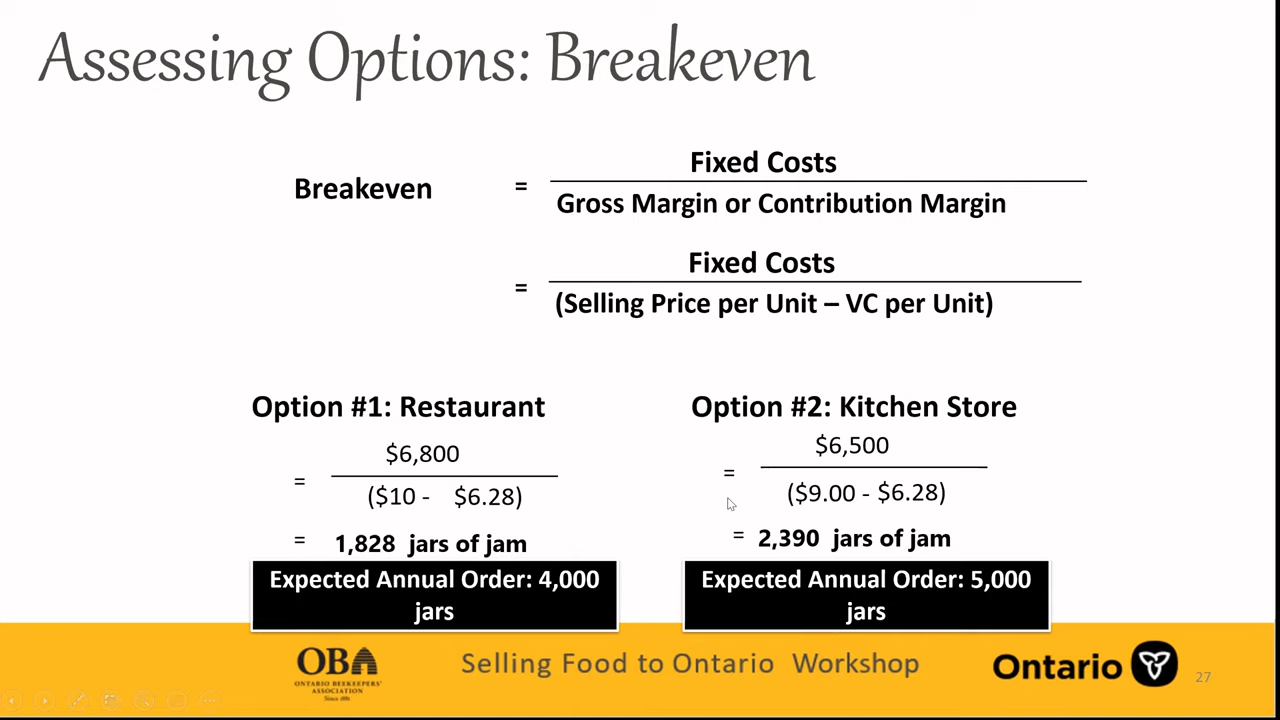 Assessing Options: Breakeven
Breakeven = Fixed Costs
Gross Margin or Contribution Margin
= Fixed Costs
(Selling Price per Unit – VC per Unit)
Option #1: Restaurant
= $6,800
($10 - $6.28)
= 1,828 jars of jam
Expected Annual Order: 4,000
jars
Option #2: Kitchen Store
= $6,500
($9.00 - $6.28)
= 2,390 jars of jam
Expected Annual Order: 5,000
jars
OBA
ONTARIO BEEKEEPERS'
ASSOCIATION
Since 1881
Selling Food to Ontario Workshop
Ontario
27